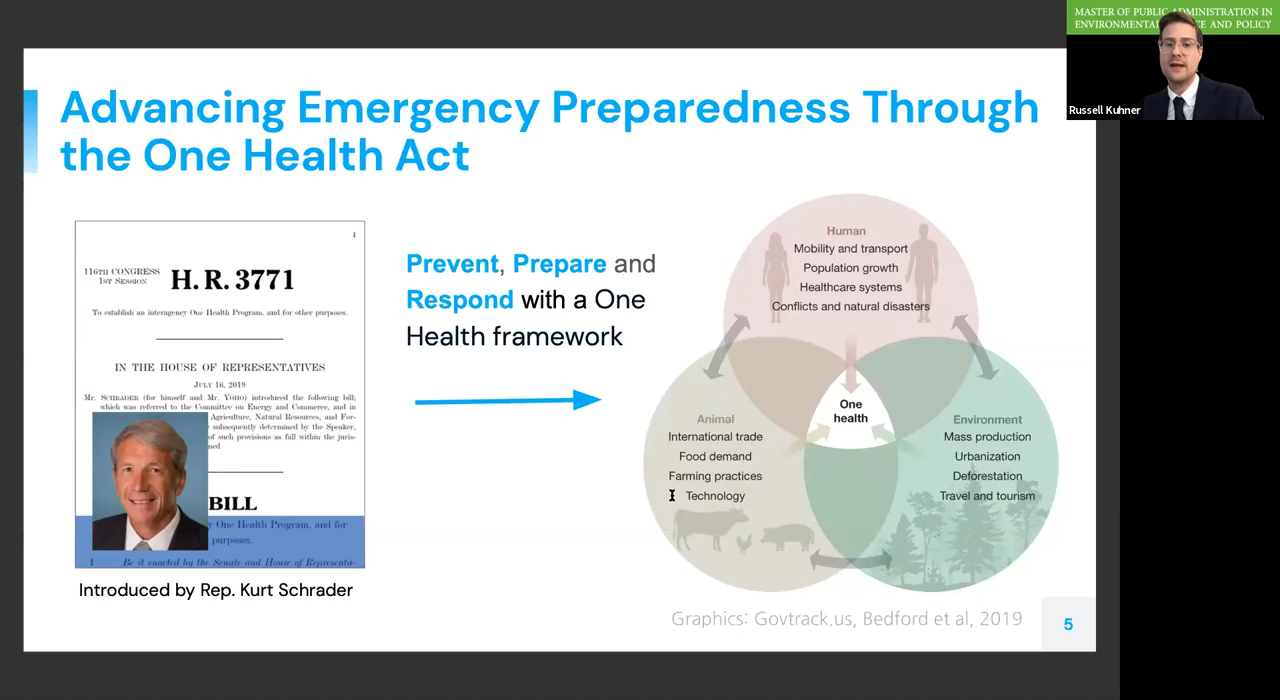 MASTER OF PUBLIC ADMINISTRATION IN
ENVIRONMENTAL CE AND POLICY
Russell Kuhner
Advancing Emergency Preparedness Through
the One Health Act
1
116TH CONGRESS
1ST SESSION
H. R. 3771
To establish an interagency One Health Program, and for other purposes.
IN THE HOUSE OF REPRESENTATIVES
JULY 16, 2019
Mr. SCHRADER (for himself and Mr. YOHO) introduced the following bill;
which was referred to the Committee on Energy and Commerce, and in
Agriculture, Natural Resources, and For-
subsequently determined by the Speaker,
of such provisions as fall within the juris-
ned
BILL
y One Health Program, and for
purposes.
1 Be it enacted by the Senate and House of Representa-
Introduced by Rep. Kurt Schrader
Prevent, Prepare and
Respond with a One
Health framework
Human
Mobility and transport
Population growth
Healthcare systems
Conflicts and natural disasters
One
health
Animal
International trade
Food demand
Farming practices
Technology
Environment
Mass production
Urbanization
Deforestation
Travel and tourism
Graphics: Govtrack.us, Bedford et al, 2019
5